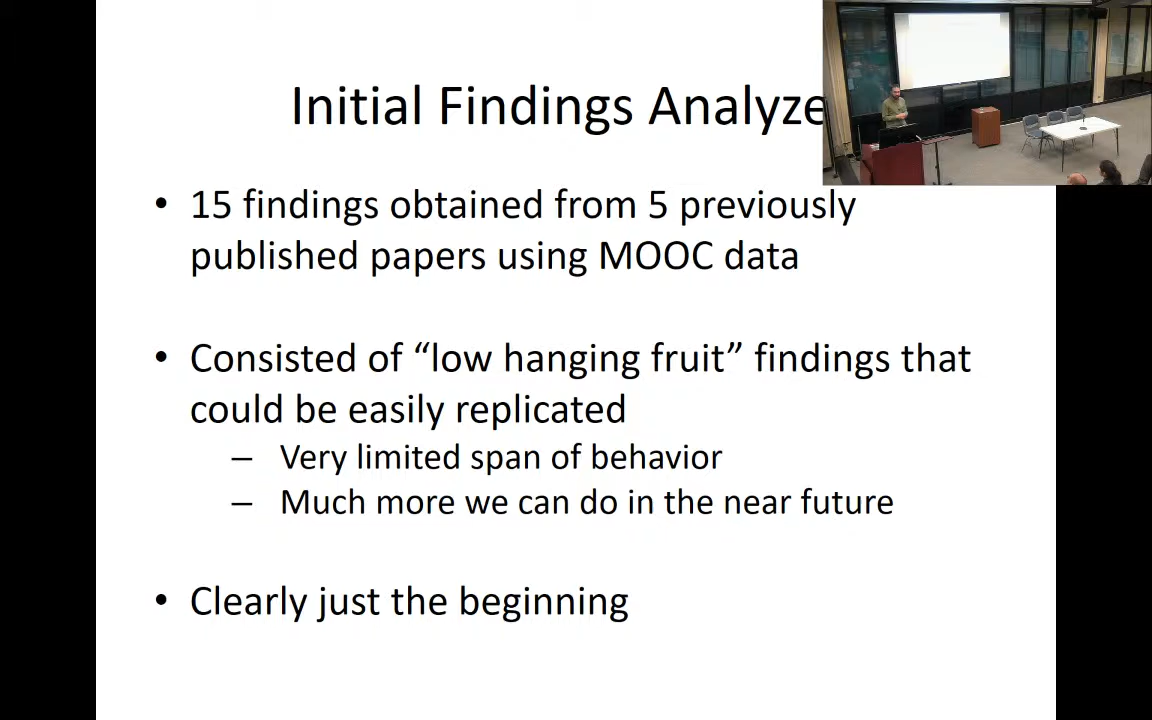 Initial Findings Analyze
• 15 findings obtained from 5 previously
published papers using MOOC data
• Consisted of “low hanging fruit” findings that
could be easily replicated
– Very limited span of behavior
– Much more we can do in the near future
• Clearly just the beginning